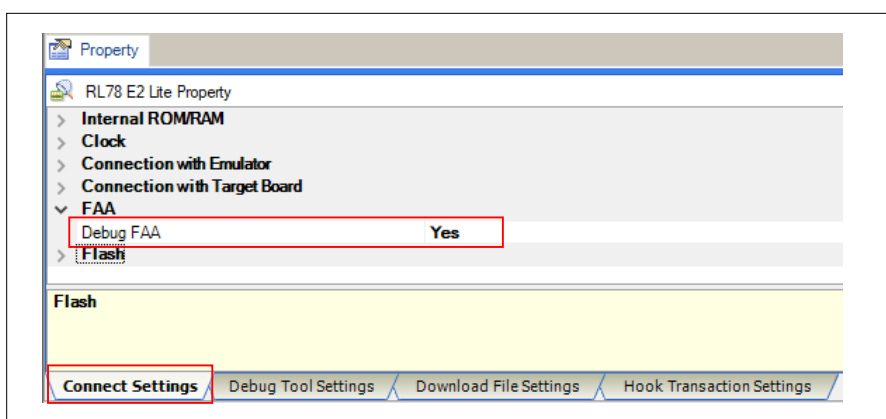 Property
RL78 E2 Lite Property
Internal ROM/RAM
Clock
Connection with Emulator
Connection with Target Board
FAA
Debug FAA Yes
Flash
Flash
Connect Settings Debug Tool Settings Download File Settings Hook Transaction Settings